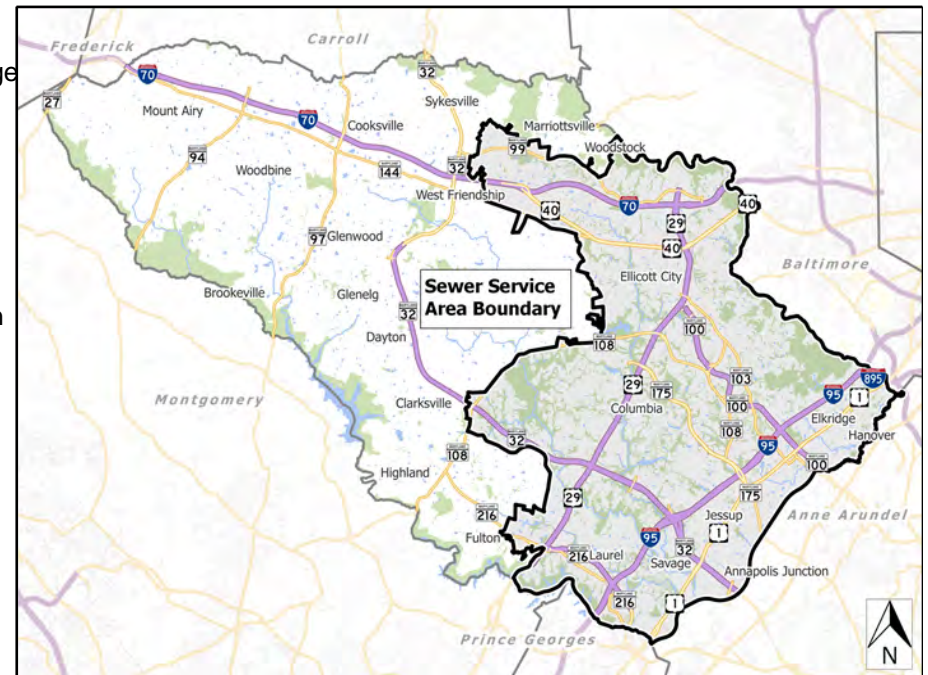 Frederick
Carroll
ge
70
32
27
Mount Airy
70
Cooksville
Sykesville
Marriottsville
MARYLAND
99
Woodstock
94
Woodbine
144
32
West Friendship
40
70
29
40
40
97
Glenwood
Ellicott City
Baltimore
Brookeville
Glenelg
Sewer Service
Area Boundary
n
32
Dayton
108
100
103
895
29
175
95
1
Montgomery
Clarksville
Columbia
100
Elkridge
108
Hanover
32
95
100
108
Highland
175
29
216
Jessup
Anne Arundel
Fulton
95
1
216
Laurel
32
Savage
Annapolis Junction
216
1
Prince Georges
N